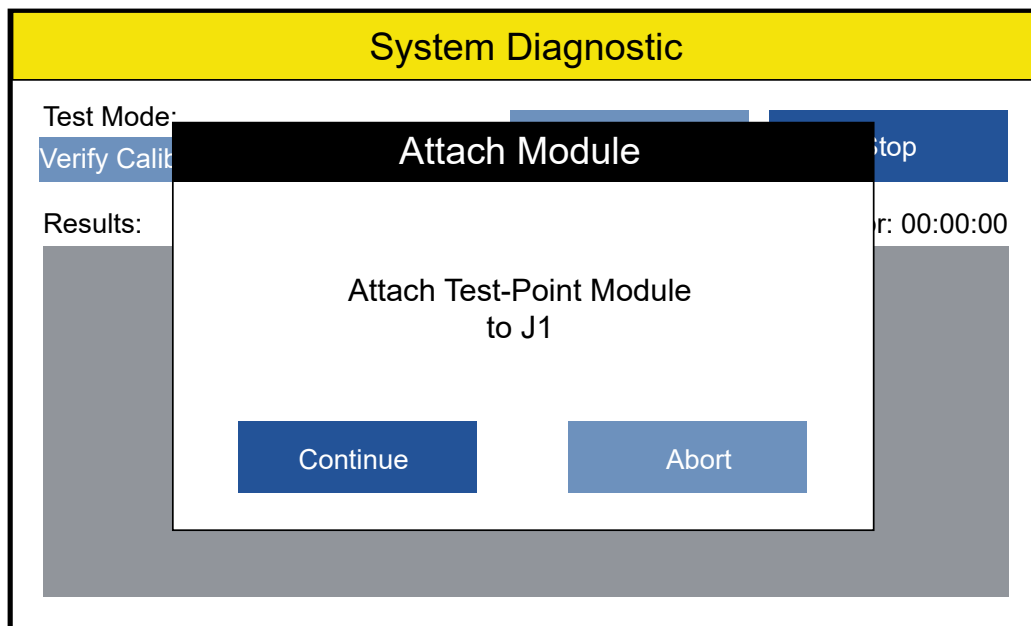 System Diagnostic
Test Mode:
Attach Module
Verify Calib
Stop
Results:
r: 00:00:00
Attach Test-Point Module
to J1
Continue
Abort